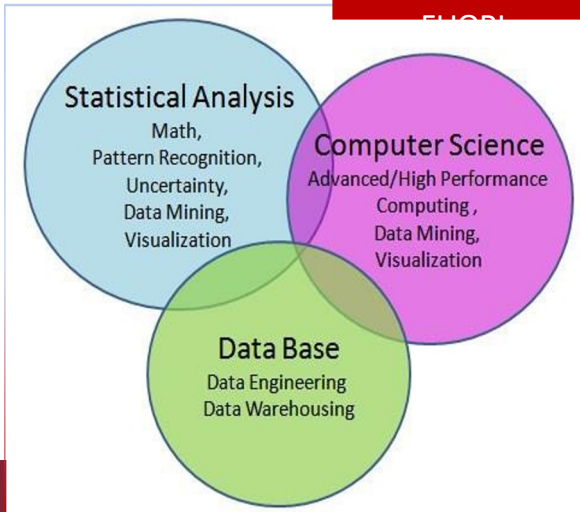 Statistical Analysis
Math,
Pattern Recognition,
Uncertainty,
Data Mining,
Visualization
Computer Science
Advanced/High Performance
Computing ,
Data Mining,
Visualization
Data Base
Data Engineering
Data Warehousing